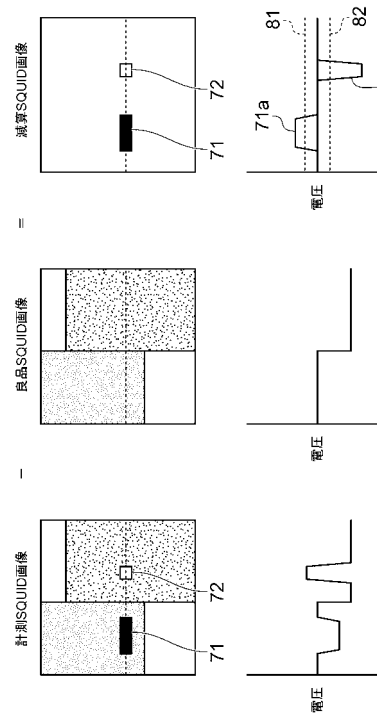 計測SQUID画像
−
良品SQUID画像
=
減算SQUID画像
71
72
71
72
電圧
電圧
電圧
71a
81
82